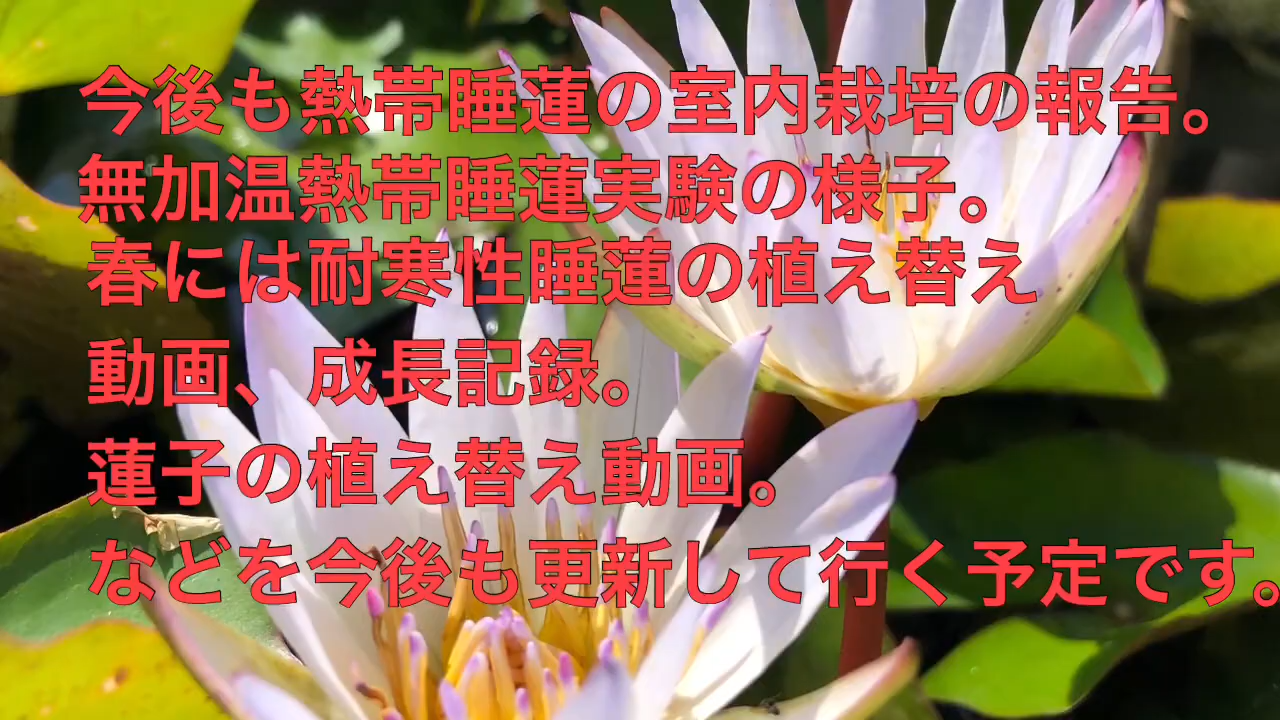 今後も熱帯睡蓮の室内栽培の報告。
無加温熱帯睡蓮実験の様子。
春には耐寒性睡蓮の植え替え
動画、成長記録。
蓮子の植え替え動画。
などを今後も更新して行く予定です。